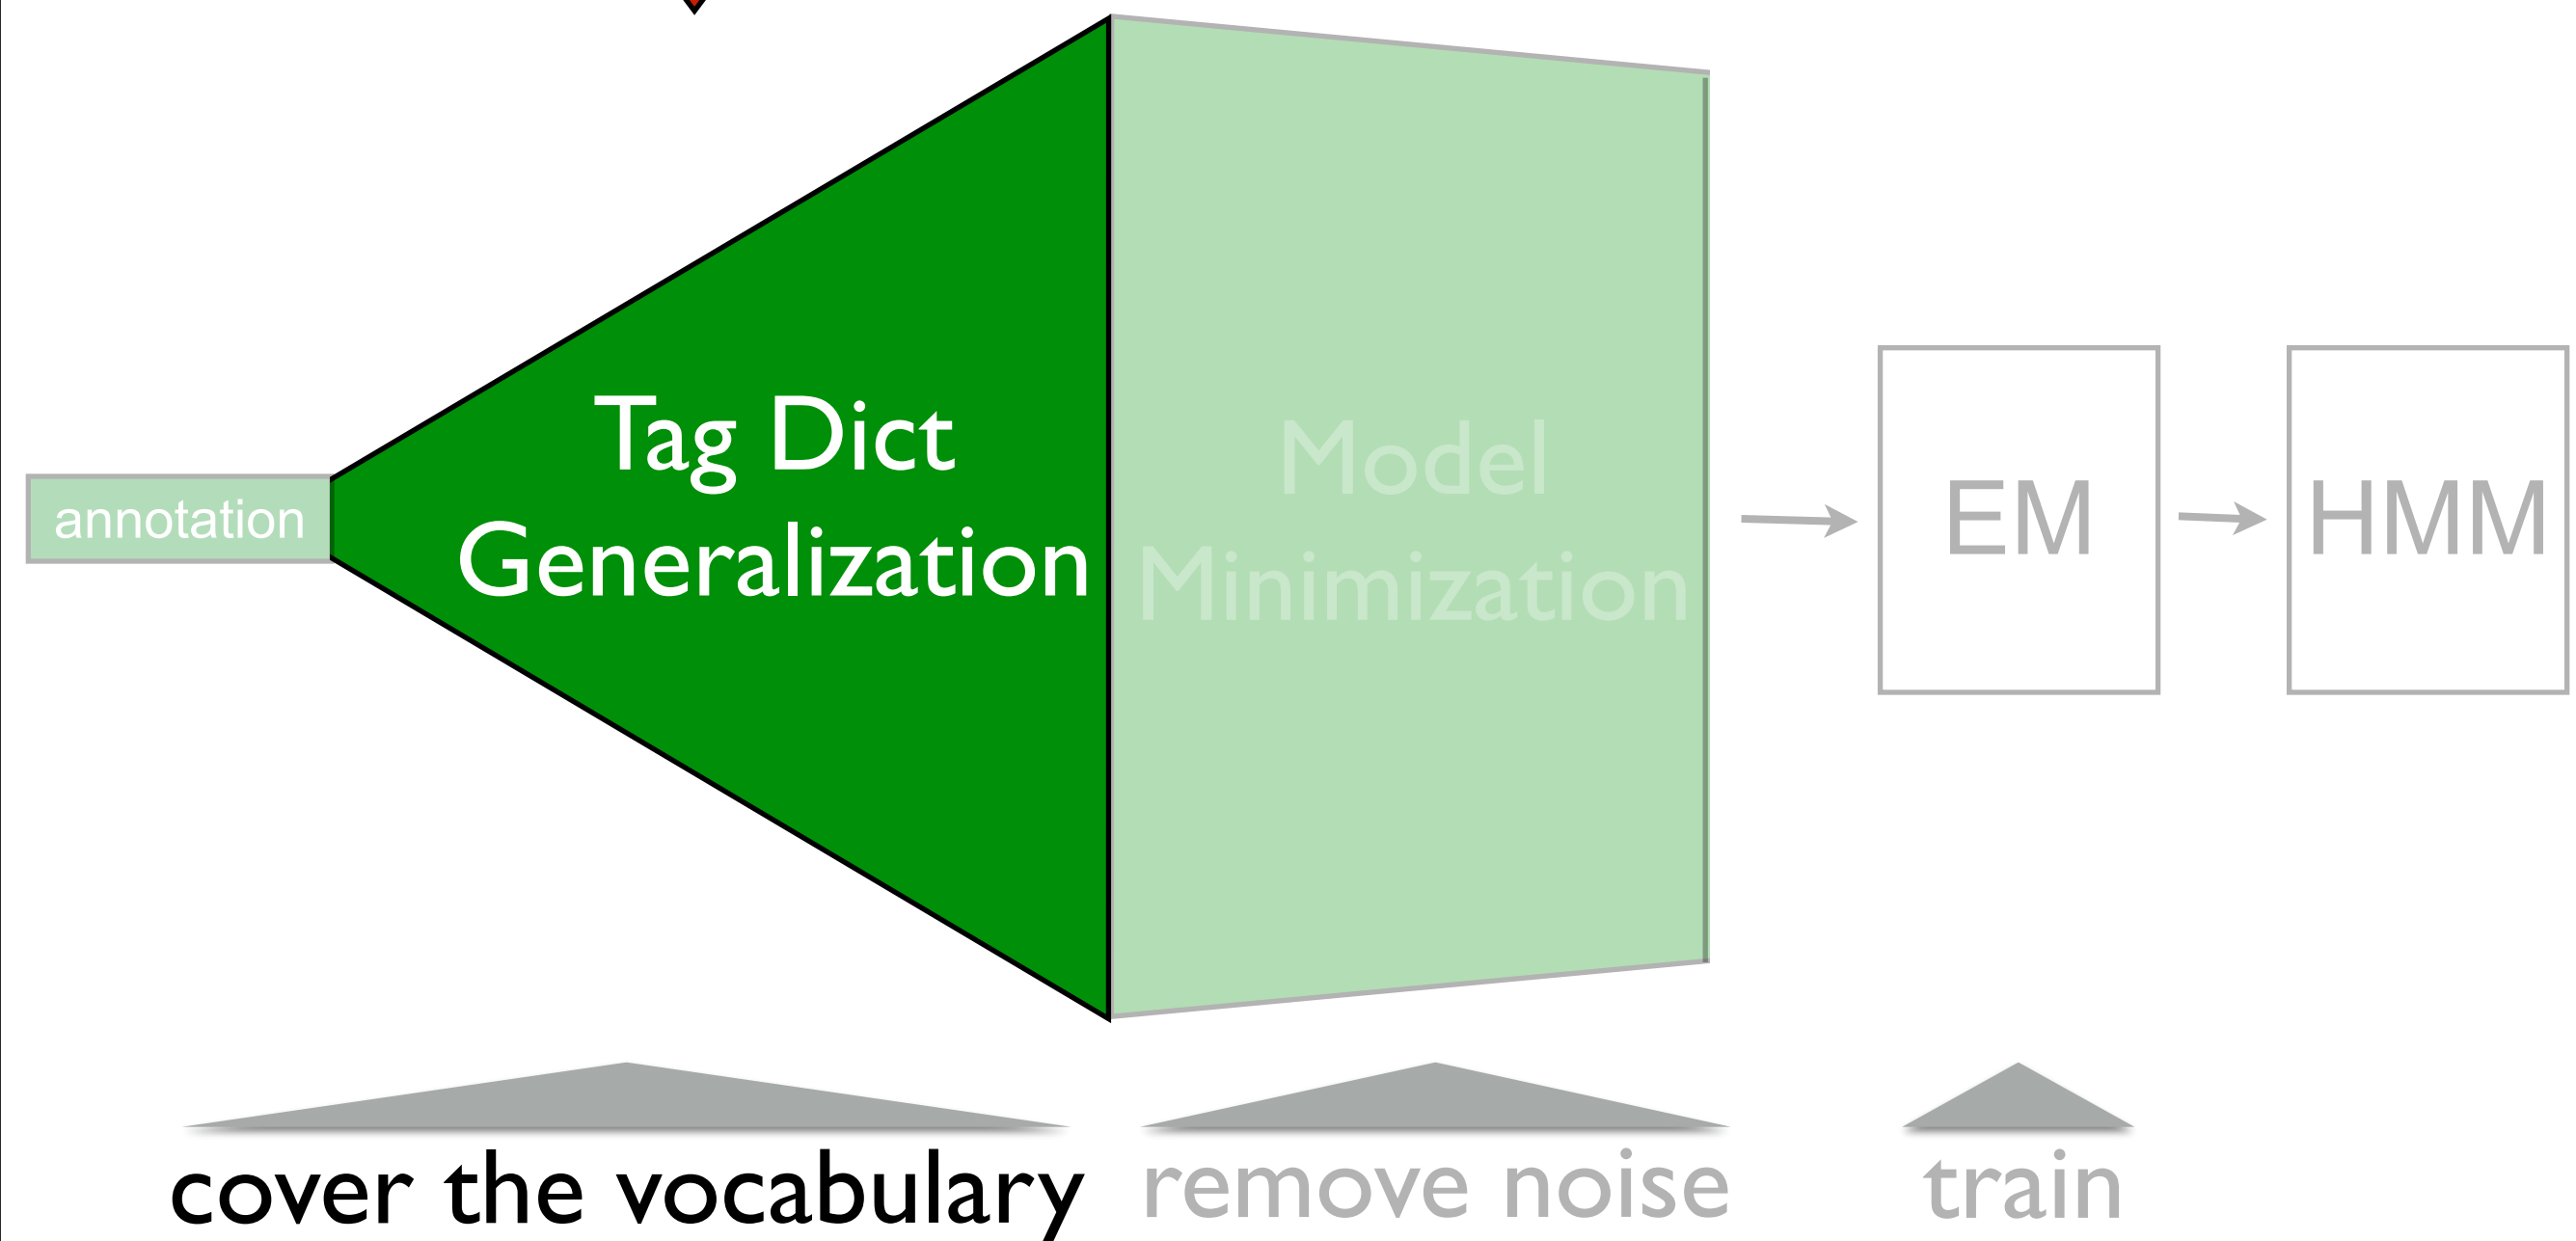 annotation
Tag Dict
Generalization
Model
Minimization
EM
HMM
cover the vocabulary
remove noise
train